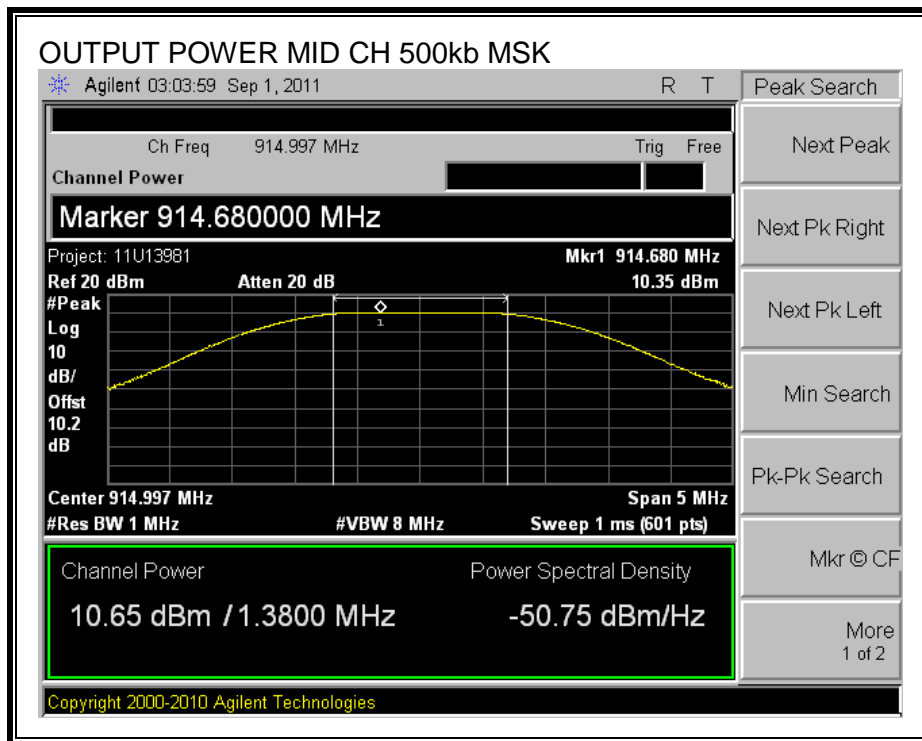 OUTPUT POWER MID CH 500kb MSK
Agilent 03:03:59 Sep 1, 2011 R T
Peak Search
Ch Freq 914.997 MHz Trig Free
Channel Power
Marker 914.680000 MHz
Project: 11U13981 Mkr1 914.680 MHz
Ref 20 dBm Atten 20 dB 10.35 dBm
#Peak
Log
10
dB/
Offst
10.2
dB
1
Center 914.997 MHz Span 5 MHz
#Res BW 1 MHz #VBW 8 MHz Sweep 1 ms (601 pts)
Channel Power Power Spectral Density
10.65 dBm / 1.3800 MHz -50.75 dBm/Hz
Next Peak
Next Pk Right
Next Pk Left
Min Search
Pk-Pk Search
Mkr © CF
More
1 of 2
Copyright 2000-2010 Agilent Technologies